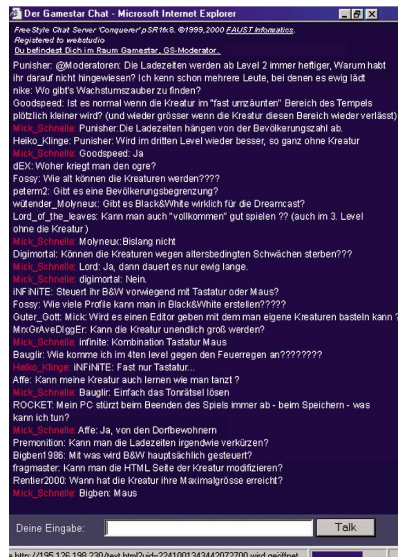 Der Gamestar Chat - Microsoft Internet Explorer
FreeStyle Chat Server 'Conquerer' pSR1fix8. ©1999,2000 FAUST Informatics.
Registered to webstudio
Du befindest Dich im Raum Gamestar, GS-Moderator.
Punisher: @Moderatoren: Die Ladezeiten werden ab Level 2 immer heftiger, Warum habt
ihr darauf nicht hingewiesen? Ich kenn schon mehrere Leute, bei denen es ewig lädt
nike: Wo gibt's Wachstumszauber zu finden?
Goodspeed: Ist es normal wenn die Kreatur im "fast umzäunten" Bereich des Tempels
plötzlich kleiner wird? (und wieder grösser wenn die Kreatur diesen Bereich wieder verlässt)
Mick_Schnelle: Punisher:Die Ladezeiten hängen von der Bevölkerungszahl ab.
Heiko_Klinge: Punisher: Wird im dritten Level wieder besser, so ganz ohne Kreatur
Mick_Schnelle: Goodspeed: Ja
dEX: Woher kriegt man den ogre?
Fossy: Wie alt können die Kreaturen werden????
peterm2: Gibt es eine Bevölkerungsbegrenzung?
wütender_Molyneux: Gibt es Black&White wirklich für die Dreamcast?
Lord_of_the_leaves: Kann man auch "vollkommen" gut spielen ?? (auch im 3. Level
ohne die Kreatur)
Mick_Schnelle: Molyneux:Bislang nicht
Digimortal: Können die Kreaturen wegen altersbedingten Schwächen sterben???
Mick_Schnelle: Lord: Ja, dann dauert es nur ewig lange.
Mick_Schnelle: digimortal: Nein.
iNFiNiTE: Steuert ihr B&W vorwiegend mit Tastatur oder Maus?
Fossy: Wie viele Profile kann man in Black&White erstellen?????
Guter_Gott: Mick: Wird es einen Editor geben mit dem man eigene Kreaturen basteln kann ?
MrxGrAveDIggEr: Kann die Kreatur unendlich groß werden?
Mick_Schnelle: infinite: Kombination Tastatur Maus
Bauglir: Wie komme ich im 4ten level gegen den Feuerregen an????????
Heiko_Klinge: iNFiNiTE: Fast nur Tastatur...
Affe: Kann meine Kreatur auch lernen wie man tanzt ?
Mick_Schnelle: Bauglir: Einfach das Tonrätsel lösen
ROCKET: Mein PC stürzt beim Beenden des Spiels immer ab - beim Speichern - was
kann ich tun?
Mick_Schnelle: Affe: Ja, von den Dorfbewohnern
Premonition: Kann man die Ladezeiten irgendwie verkürzen?
Bigben1986: Mit was wird B&W hauptsächlich gesteuert?
fragmaster: Kann man die HTML Seite der Kreatur modifizieren?
Rentier2000: Wann hat die Kreatur ihre Maximalgrösse erreicht?
Mick_Schnelle: Bigben: Maus
Deine Eingabe:
Talk
http://195.126.198.230/text.html?uid=2241001343442072700 wird geöffnet